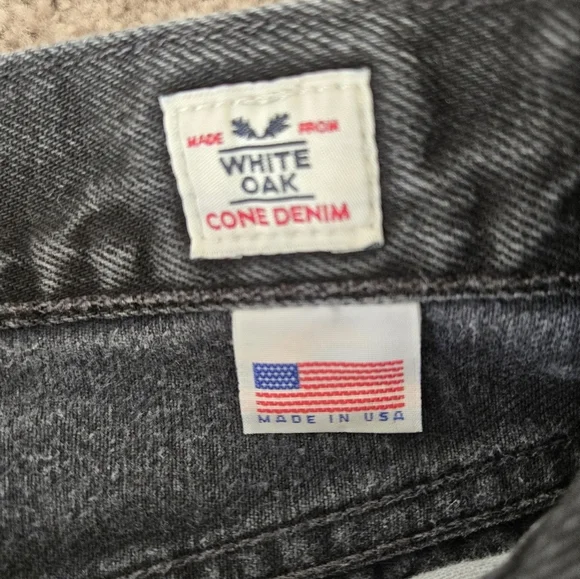 MADE FROM
WHITE
OAK
CONE DENIM
MADE IN USA